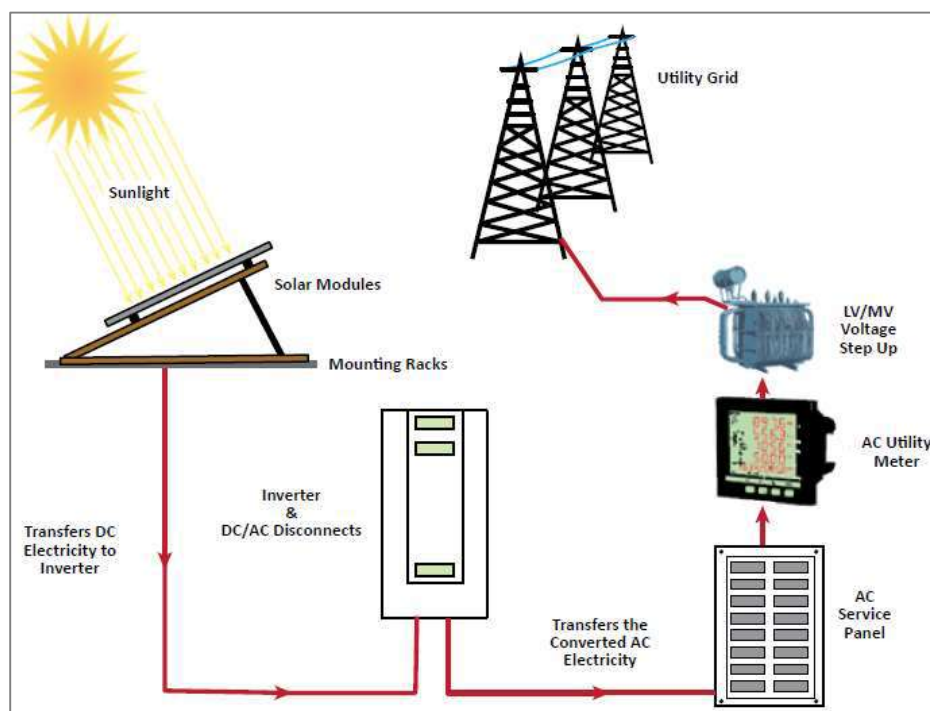 Utility Grid
Sunlight
Solar Modules
LV/MV
Voltage
Step Up
Mounting Racks
AC Utility
Meter
Inverter
&
DC/AC Disconnects
Transfers DC
Electricity to
Inverter
AC
Service
Panel
Transfers the
Converted AC
Electricity